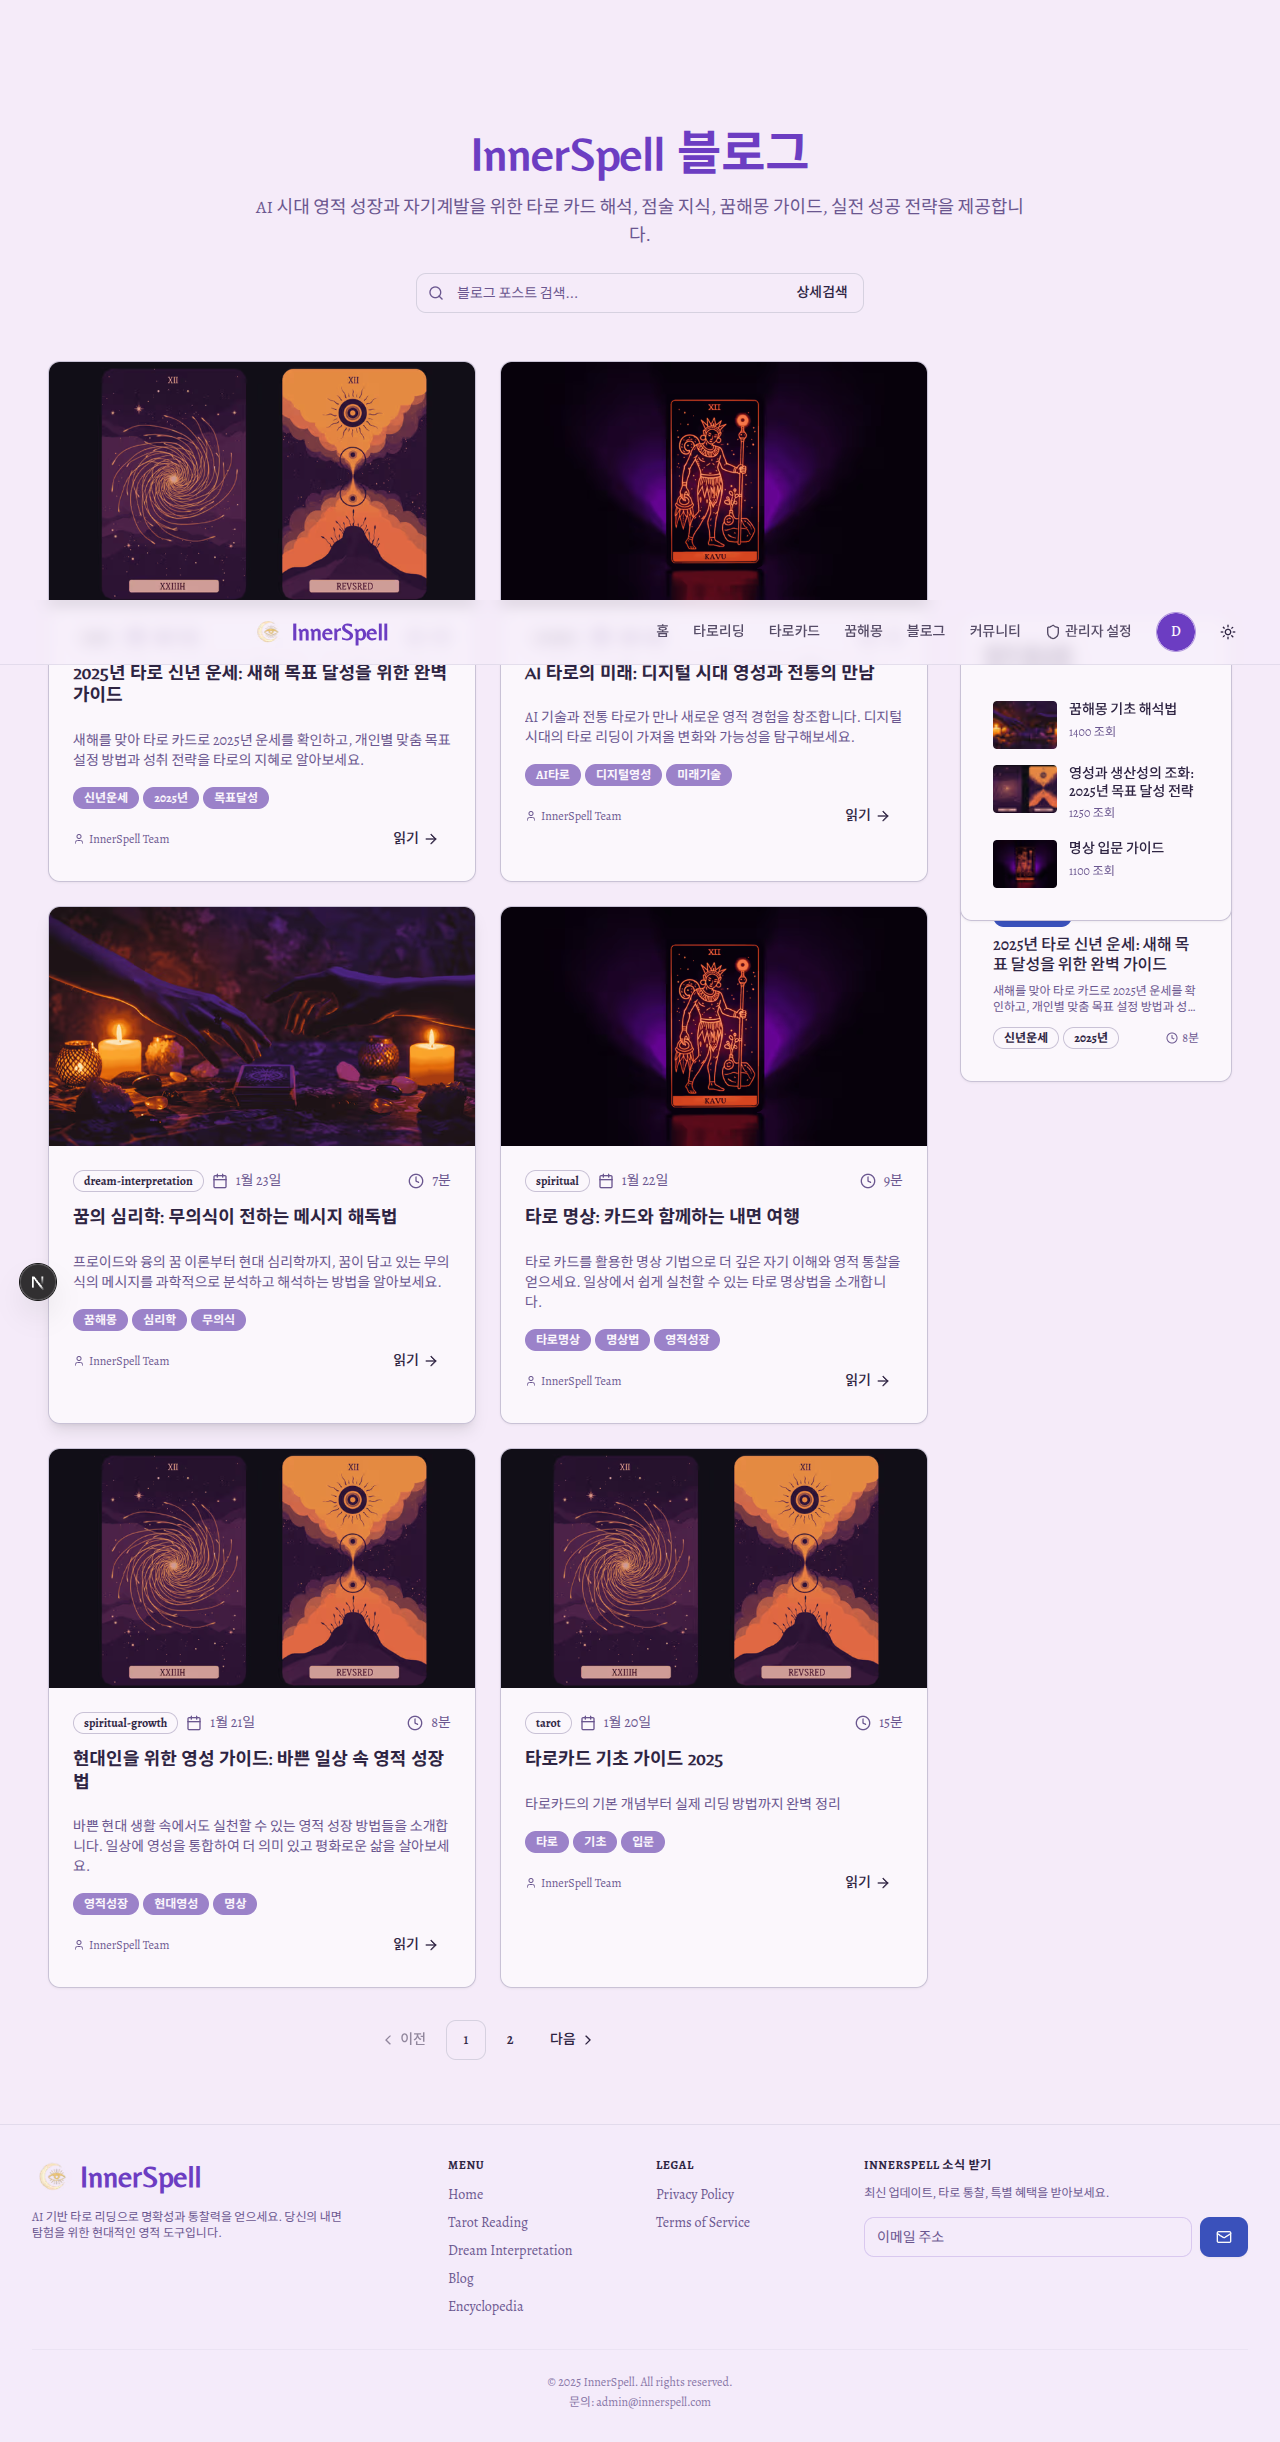 InnerSpell 블로그
AI 시대 영적 성장과 자기계발을 위한 타로 카드 해석, 점술 지식, 꿈해몽 가이드, 실전 성공 전략을 제공합니
다.
블로그 포스트 검색...
상세검색
XII
XII
XXIIIH
REVSRED
XII
KAVU
InnerSpell
홈
타로리딩
타로카드
꿈해몽
블로그
커뮤니티
관리자 설정
D
2025년 타로 신년 운세: 새해 목표 달성을 위한 완벽
가이드
새해를 맞아 타로 카드로 2025년 운세를 확인하고, 개인별 맞춤 목표
설정 방법과 성취 전략을 타로의 지혜로 알아보세요.
신년운세
2025년
목표달성
InnerSpell Team
읽기
AI 타로의 미래: 디지털 시대 영성과 전통의 만남
AI 기술과 전통 타로가 만나 새로운 영적 경험을 창조합니다. 디지털
시대의 타로 리딩이 가져올 변화와 가능성을 탐구해보세요.
AI타로
디지털영성
미래기술
InnerSpell Team
읽기
꿈해몽 기초 해석법
1400 조회
영성과 생산성의 조화:
2025년 목표 달성 전략
1250 조회
명상 입문 가이드
1100 조회
2025년 타로 신년 운세: 새해 목
표 달성을 위한 완벽 가이드
새해를 맞아 타로 카드로 2025년 운세를 확
인하고, 개인별 맞춤 목표 설정 방법과 성...
신년운세
2025년
8분
dream-interpretation
1월 23일
7분
꿈의 심리학: 무의식이 전하는 메시지 해독법
프로이드와 융의 꿈 이론부터 현대 심리학까지, 꿈이 담고 있는 무의
식의 메시지를 과학적으로 분석하고 해석하는 방법을 알아보세요.
꿈해몽
심리학
무의식
InnerSpell Team
읽기
XII
KAVU
spiritual
1월 22일
9분
타로 명상: 카드와 함께하는 내면 여행
타로 카드를 활용한 명상 기법으로 더 깊은 자기 이해와 영적 통찰을
얻으세요. 일상에서 쉽게 실천할 수 있는 타로 명상법을 소개합니
다.
타로명상
명상법
영적성장
InnerSpell Team
읽기
N
XII
XII
XXIIIH
REVSRED
spiritual-growth
1월 21일
8분
현대인을 위한 영성 가이드: 바쁜 일상 속 영적 성장
법
바쁜 현대 생활 속에서도 실천할 수 있는 영적 성장 방법들을 소개합
니다. 일상에 영성을 통합하여 더 의미 있고 평화로운 삶을 살아보세
요.
영적성장
현대영성
명상
InnerSpell Team
읽기
XII
XII
XXIIIH
REVSRED
tarot
1월 20일
15분
타로카드 기초 가이드 2025
타로카드의 기본 개념부터 실제 리딩 방법까지 완벽 정리
타로
기초
입문
InnerSpell Team
읽기
이전
1
2
다음
InnerSpell
AI 기반 타로 리딩으로 명확성과 통찰력을 얻으세요. 당신의 내면
탐험을 위한 현대적인 영적 도구입니다.
MENU
Home
Tarot Reading
Dream Interpretation
Blog
Encyclopedia
LEGAL
Privacy Policy
Terms of Service
INNERSPELL 소식 받기
최신 업데이트, 타로 통찰, 특별 혜택을 받아보세요.
이메일 주소
© 2025 InnerSpell. All rights reserved.
문의: admin@innerspell.com